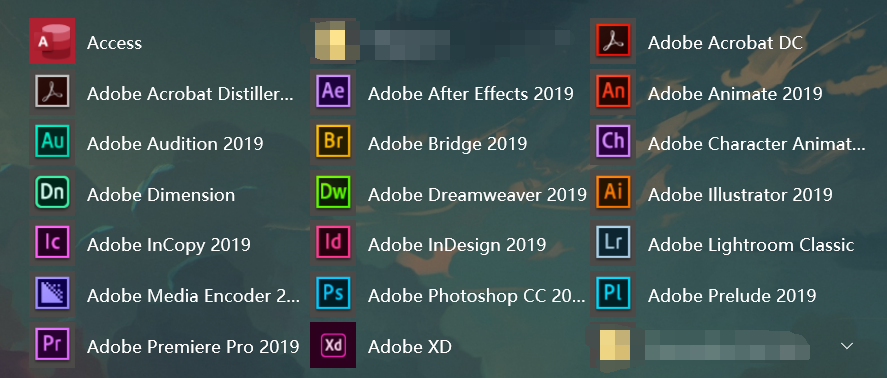 A Access
Adobe Acrobat DC
Adobe Acrobat Distiller...
Ae Adobe After Effects 2019
An Adobe Animate 2019
Au Adobe Audition 2019
Br Adobe Bridge 2019
Ch Adobe Character Animat...
Dn Adobe Dimension
Dw Adobe Dreamweaver 2019
Ai Adobe Illustrator 2019
Ic Adobe InCopy 2019
Id Adobe InDesign 2019
Lr Adobe Lightroom Classic
Adobe Media Encoder 2...
Ps Adobe Photoshop CC 20...
Pl Adobe Prelude 2019
Pr Adobe Premiere Pro 2019
Xd Adobe XD